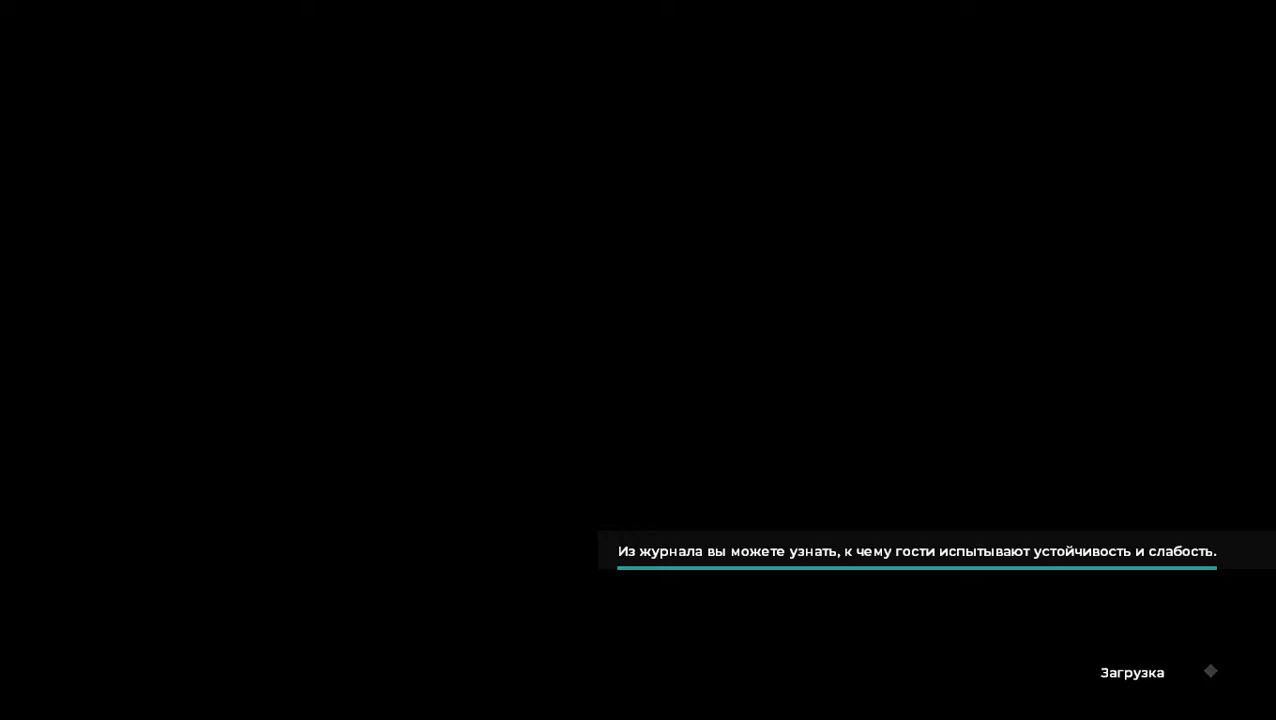 Из журнала вы можете узнать, к чему гости испытывают устойчивость и слабость.
Загрузка